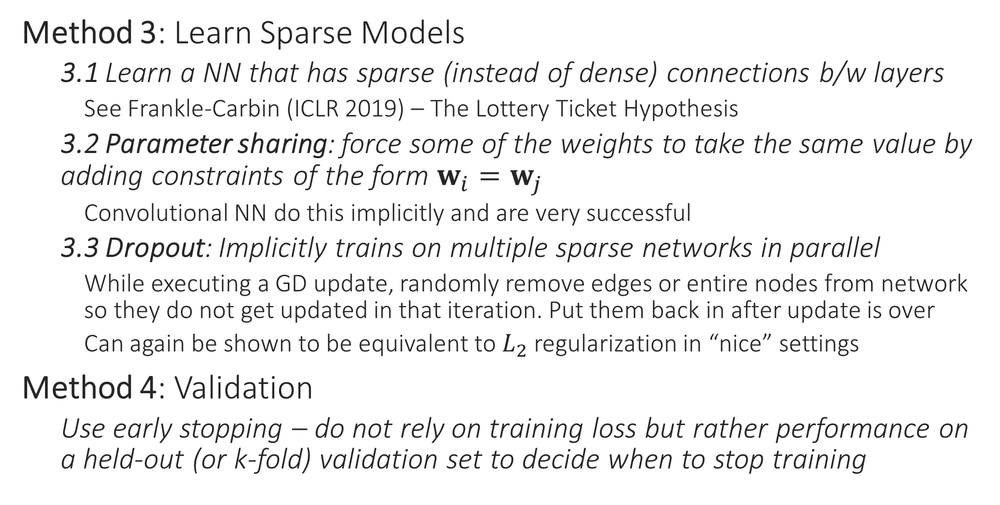 Method 3: Learn Sparse Models
3.1 Learn a NN that has sparse (instead of dense) connections b/w layers
See Frankle-Carbin (ICLR 2019) – The Lottery Ticket Hypothesis
3.2 Parameter sharing: force some of the weights to take the same value by
adding constraints of the form 𝐰𝑖 = 𝐰𝑗
Convolutional NN do this implicitly and are very successful
3.3 Dropout: Implicitly trains on multiple sparse networks in parallel
While executing a GD update, randomly remove edges or entire nodes from network
so they do not get updated in that iteration. Put them back in after update is over
Can again be shown to be equivalent to 𝐿₂ regularization in “nice” settings
Method 4: Validation
Use early stopping – do not rely on training loss but rather performance on
a held-out (or k-fold) validation set to decide when to stop training